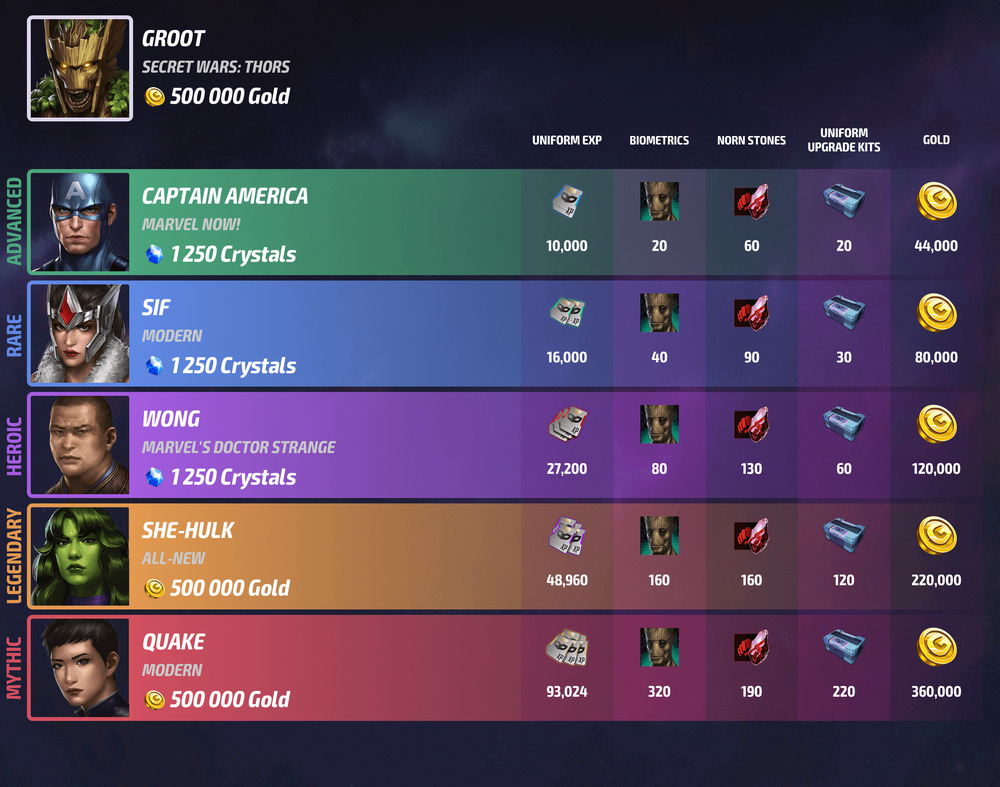 GROOT
SECRET WARS: THORS
500 000 Gold
UNIFORM EXP BIOMETRICS NORN STONES UNIFORM UPGRADE KITS GOLD
ADVANCED
CAPTAIN AMERICA
MARVEL NOW!
1 250 Crystals
10,000 20 60 20 44,000
RARE
SIF
MODERN
1 250 Crystals
16,000 40 90 30 80,000
HEROIC
WONG
MARVEL'S DOCTOR STRANGE
1 250 Crystals
27,200 80 130 60 120,000
LEGENDARY
SHE-HULK
ALL-NEW
500 000 Gold
48,960 160 160 120 220,000
MYTHIC
QUAKE
MODERN
500 000 Gold
93,024 320 190 220 360,000